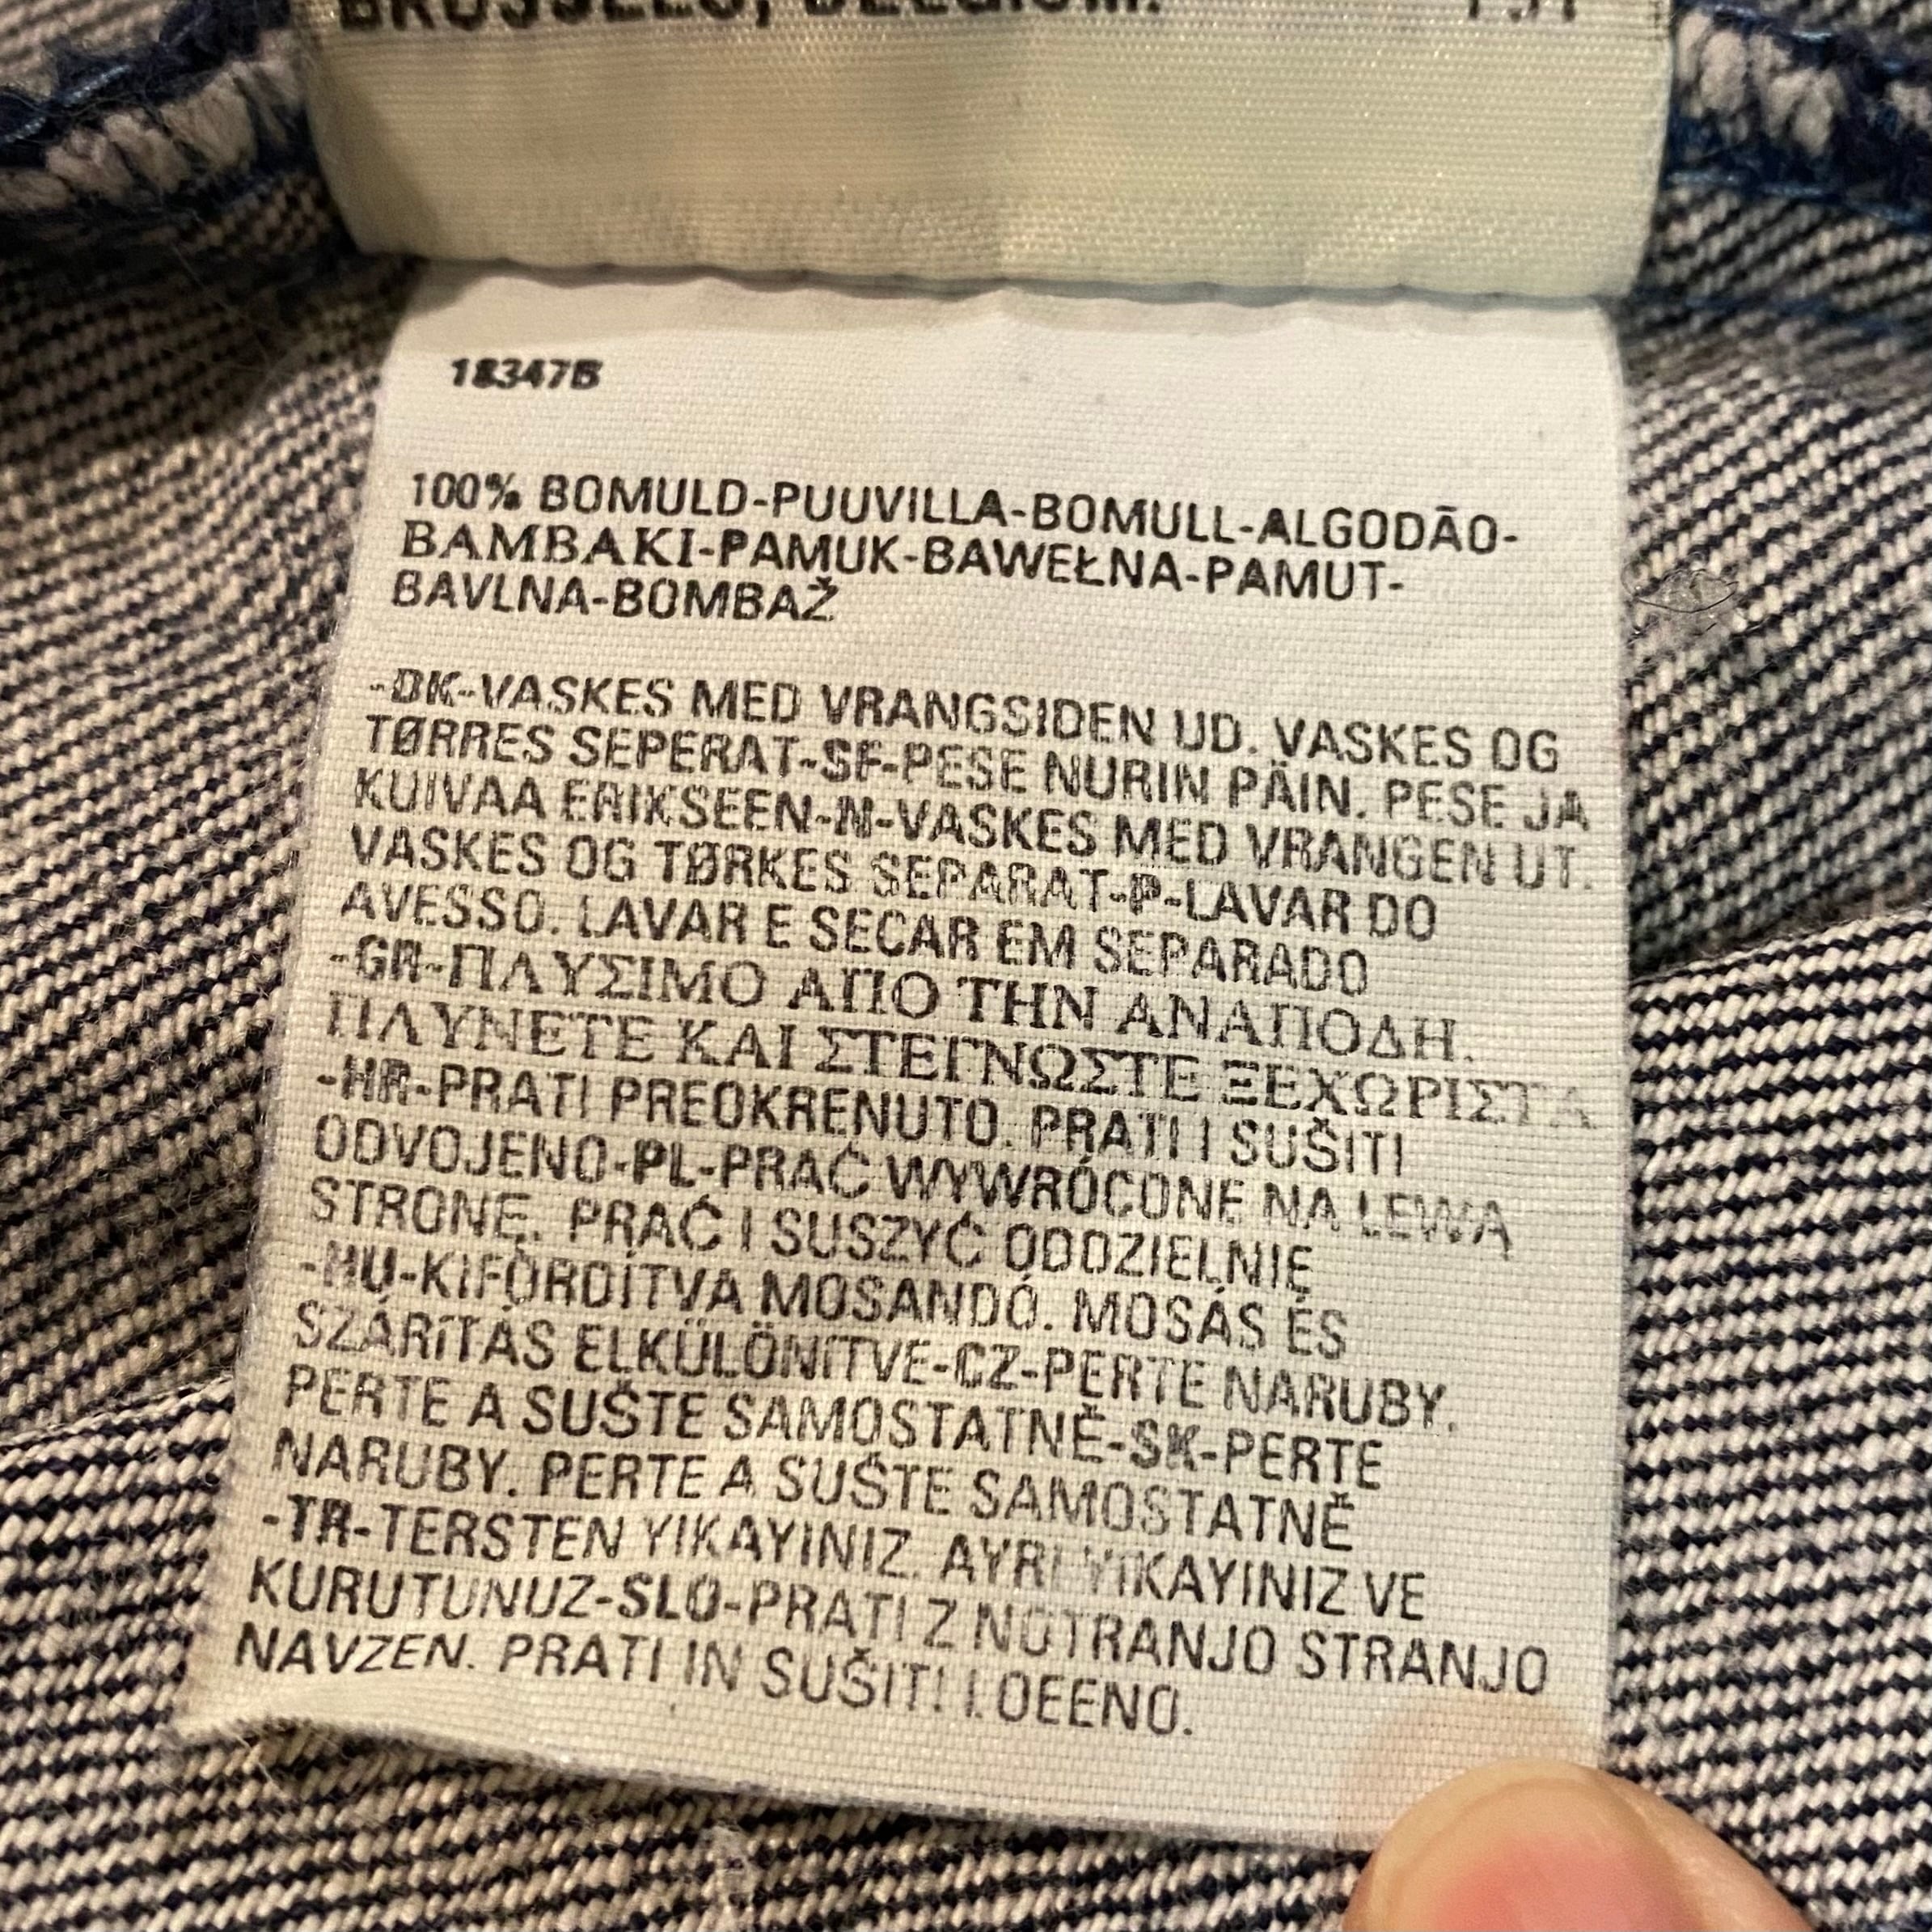 BRUSSELS, BELGIUM.
18347B
100% BOMULD-PUUVILLA-BOMULL-ALGODÃO-
BAMBAKI-PAMUK-BAWEŁNA-PAMUT-
BAVLNA-BOMBAŽ
-DK-VASKES MED VRANGSIDEN UD. VASKES OG
TØRRES SEPERAT-SF-PESE NURIN PÄIN. PESE JA
KUIVAA ERIKSEEN-N-VASKES MED VRANGEN UT.
VASKES OG TØRKES SEPARAT-P-LAVAR DO
AVESSO. LAVAR E SECAR EM SEPARADO
-GR-ΠΛΥΣΙΜΟ ΑΠΟ ΤΗΝ ΑΝΑΠΟΔΗ.
ΠΛΥΝΕΤΕ ΚΑΙ ΣΤΕΓΝΩΣΤΕ ΞΕΧΩΡΙΣΤΑ
-HR-PRATI PREOKRENUTO. PRATI I SUŠITI
ODVOJENO-PL-PRAĆ WYWRÓCONE NA LEWĄ
STRONĘ. PRAĆ I SUSZYĆ ODDZIELNIĘ
-HU-KIFORDÍTVA MOSANDÓ. MOSÁS ÉS
SZÁRÍTÁS ELKÜLÖNÍTVE-CZ-PERTE NARUBY.
PERTE A SUŠTE SAMOSTATNĚ-SK-PERTE
NARUBY. PERTE A SUŠTE SAMOSTATNĚ
-TR-TERSTEN YIKAYINIZ. AYRI YIKAYINIZ VE
KURUTUNUZ-SLO-PRATI Z NOTRANJO STRANJO
NAVZEN. PRATI IN SUŠITI LOEENO.